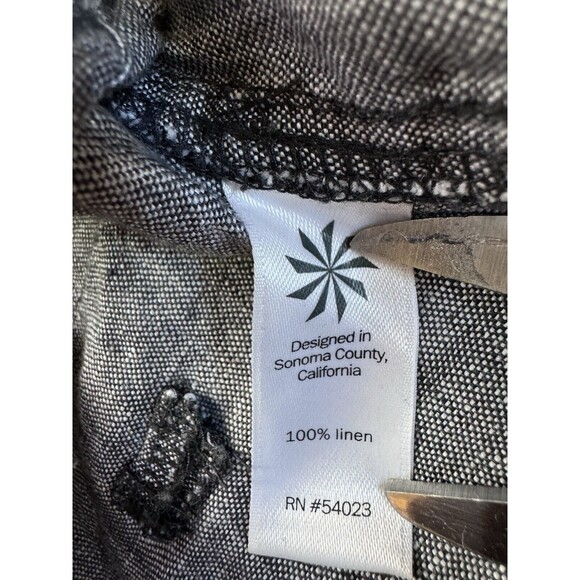 Designed in
Sonoma County,
California
100% linen
RN #54023